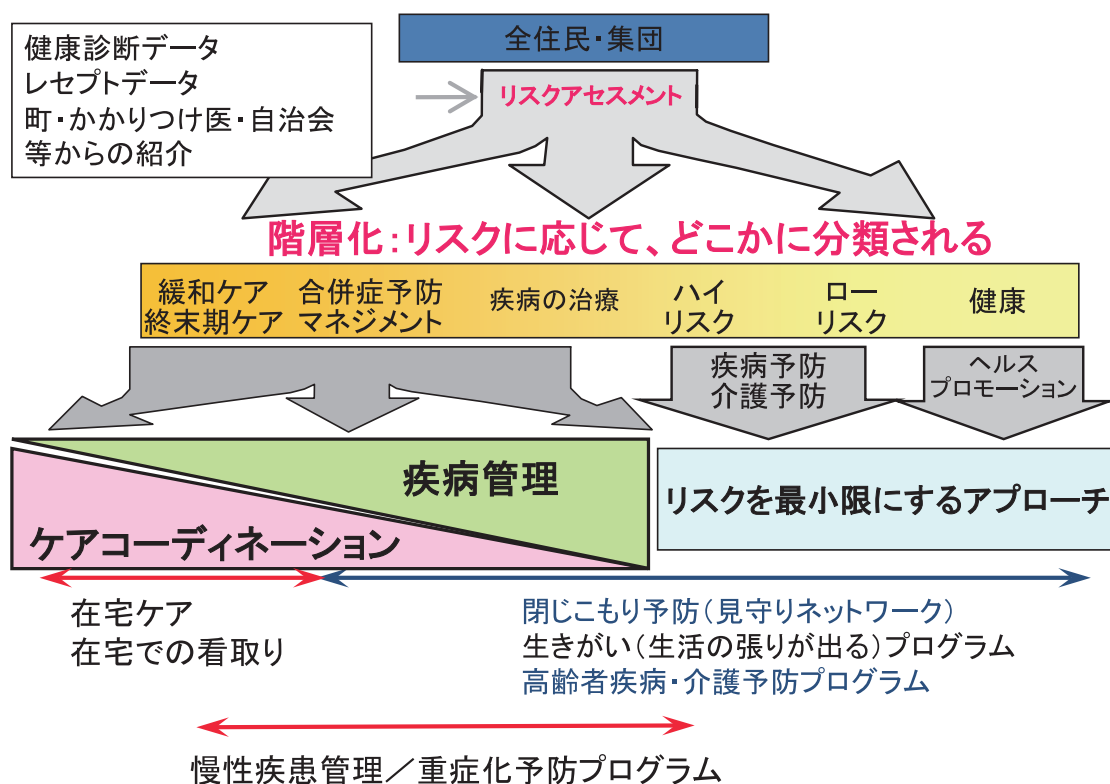 健康診断データ
レセプトデータ
町・かかりつけ医・自治会
等からの紹介
全住民・集団
リスクアセスメント
階層化：リスクに応じて、どこかに分類される
緩和ケア
終末期ケア
合併症予防
マネジメント
疾病の治療
ハイ
リスク
ロー
リスク
健康
疾病予防
介護予防
ヘルス
プロモーション
疾病管理
ケアコーディネーション
リスクを最小限にするアプローチ
在宅ケア
在宅での看取り
閉じこもり予防（見守りネットワーク）
生きがい（生活の張りが出る）プログラム
高齢者疾病・介護予防プログラム
慢性疾患管理／重症化予防プログラム